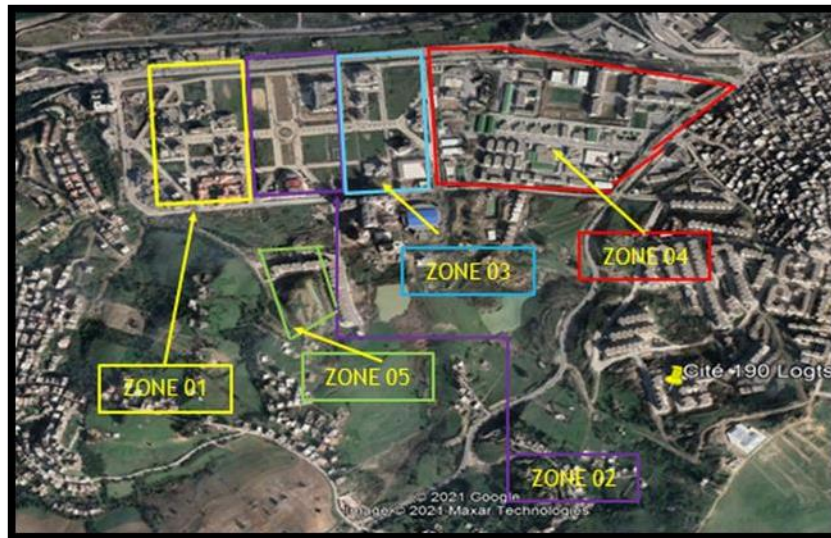 ZONE 03
ZONE 04
ZONE 01
ZONE 05
Cité 190 Logts
ZONE 02
© 2021 Google
Image © 2021 Maxar Technologies